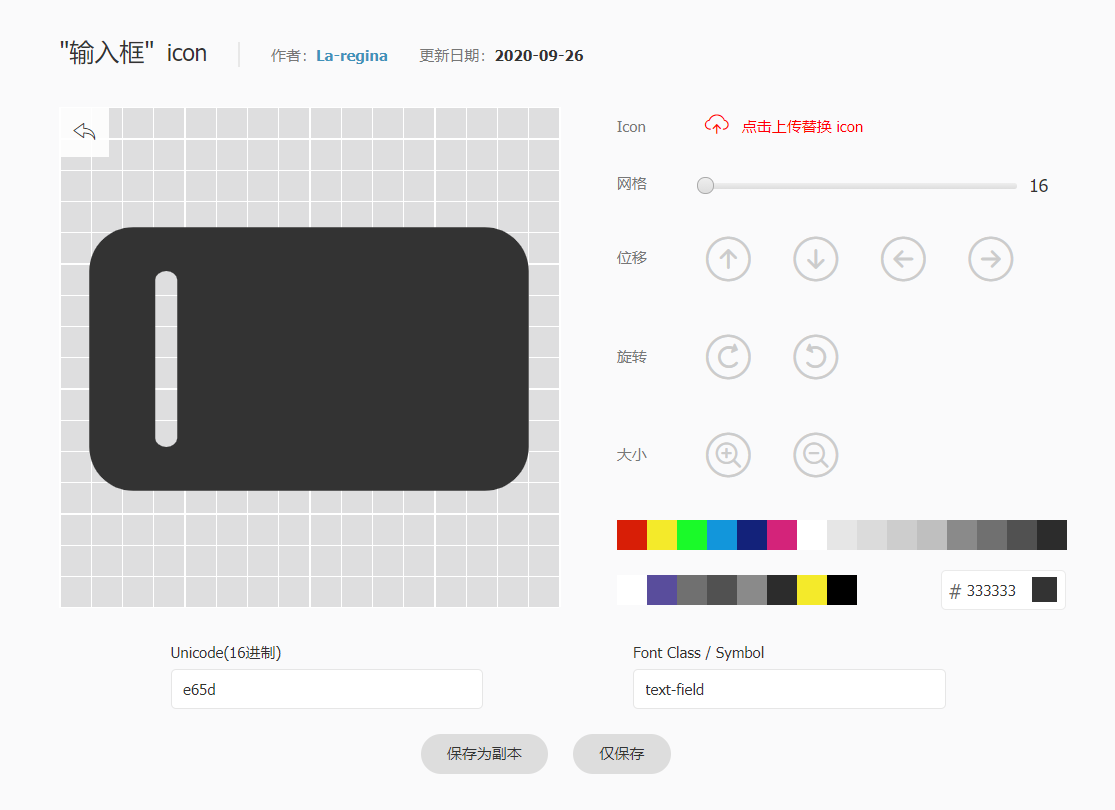 "输入框" icon
作者：La-regina 更新日期：2020-09-26
Icon 点击上传替换 icon
网格 16
位移
旋转
大小
# 333333
Unicode(16进制) Font Class / Symbol
e65d text-field
保存为副本 仅保存